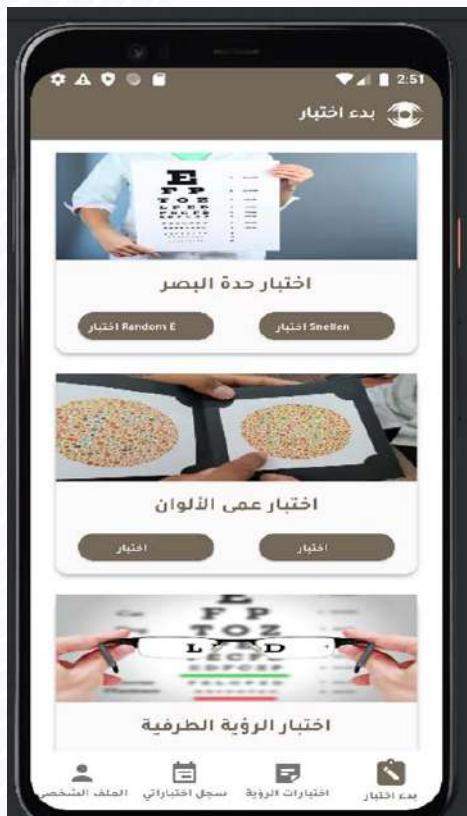 2:51
بدء اختبار
E
F P
T O Z
L P E D
اختبار حدة البصر
اختبار Snellen
اختبار Random E
اختبار عمى الألوان
اختبار
اختبار
E
F P
T O Z
L D
اختبار الرؤية الطرفية
بدء اختبار
اختبارات الرؤية
سجل اختباراتي
الملف الشخصي